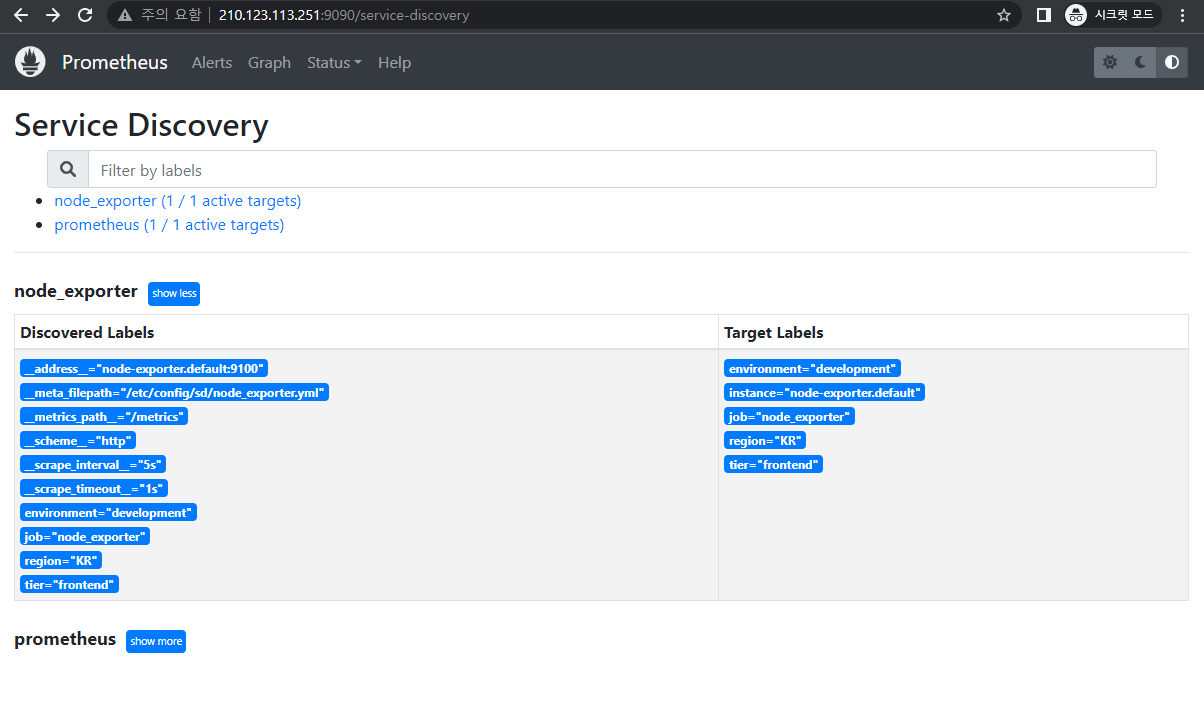 주의 요함 210.123.113.251:9090/service-discovery 시크릿 모드
Prometheus Alerts Graph Status Help
Service Discovery
Filter by labels
node_exporter (1 / 1 active targets)
prometheus (1 / 1 active targets)
node_exporter show less
Discovered Labels Target Labels
__address__="node-exporter.default:9100" environment="development"
__meta_filepath="/etc/config/sd/node_exporter.yml" instance="node-exporter.default"
__metrics_path__="/metrics" job="node_exporter"
__scheme__="http" region="KR"
__scrape_interval__="5s" tier="frontend"
__scrape_timeout__="1s"
environment="development"
job="node_exporter"
region="KR"
tier="frontend"
prometheus show more